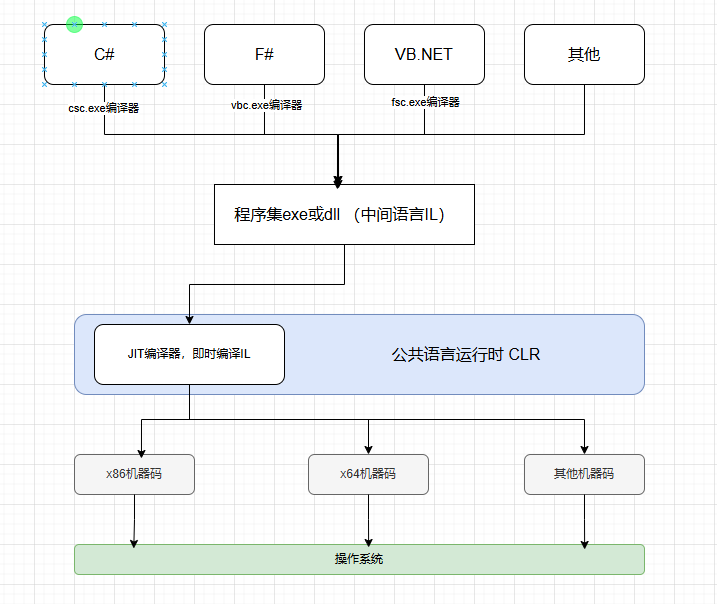 C#
F#
VB.NET
其他
csc.exe编译器
vbc.exe编译器
fsc.exe编译器
程序集exe或dll （中间语言IL）
JIT编译器，即时编译IL
公共语言运行时 CLR
x86机器码
x64机器码
其他机器码
操作系统